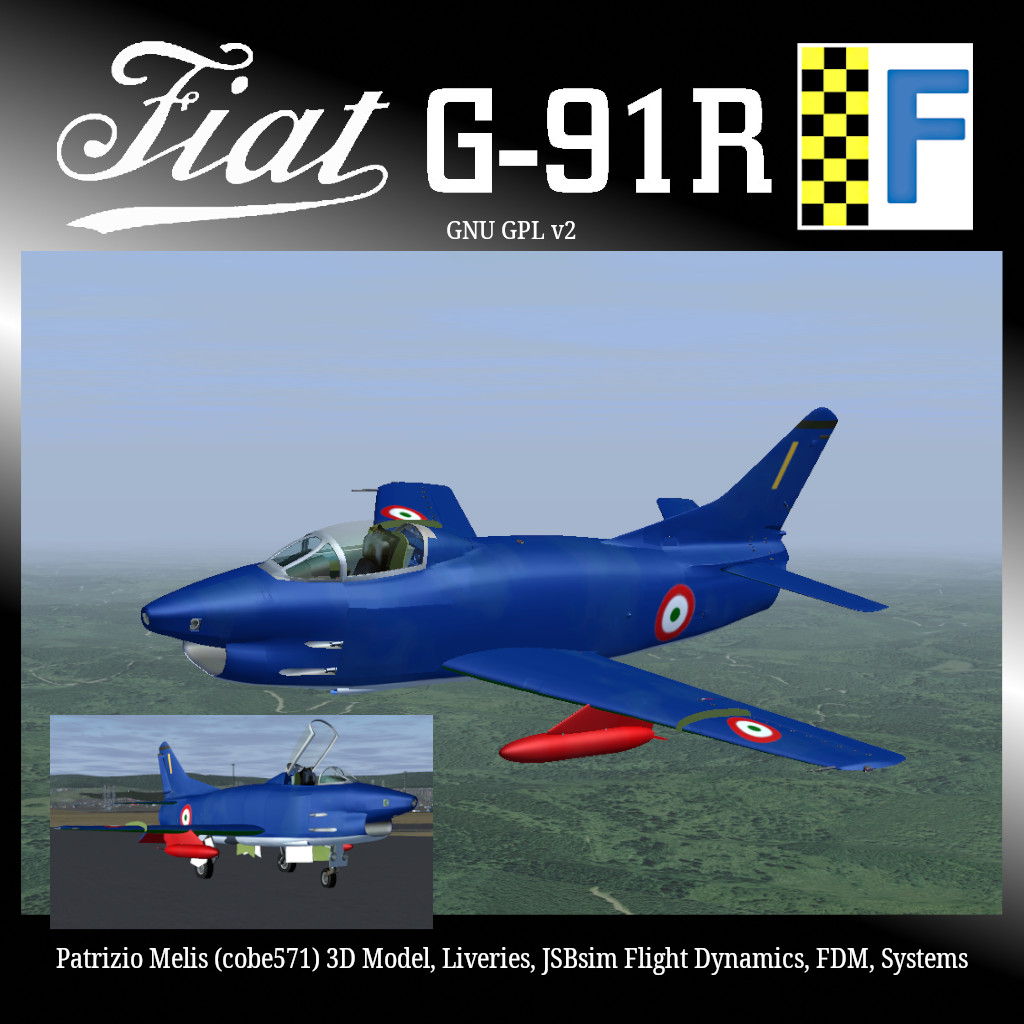 Fiat G-91R F
GNU GPL v2
Patrizio Melis (cobe571) 3D Model, Liveries, JSBsim Flight Dynamics, FDM, Systems